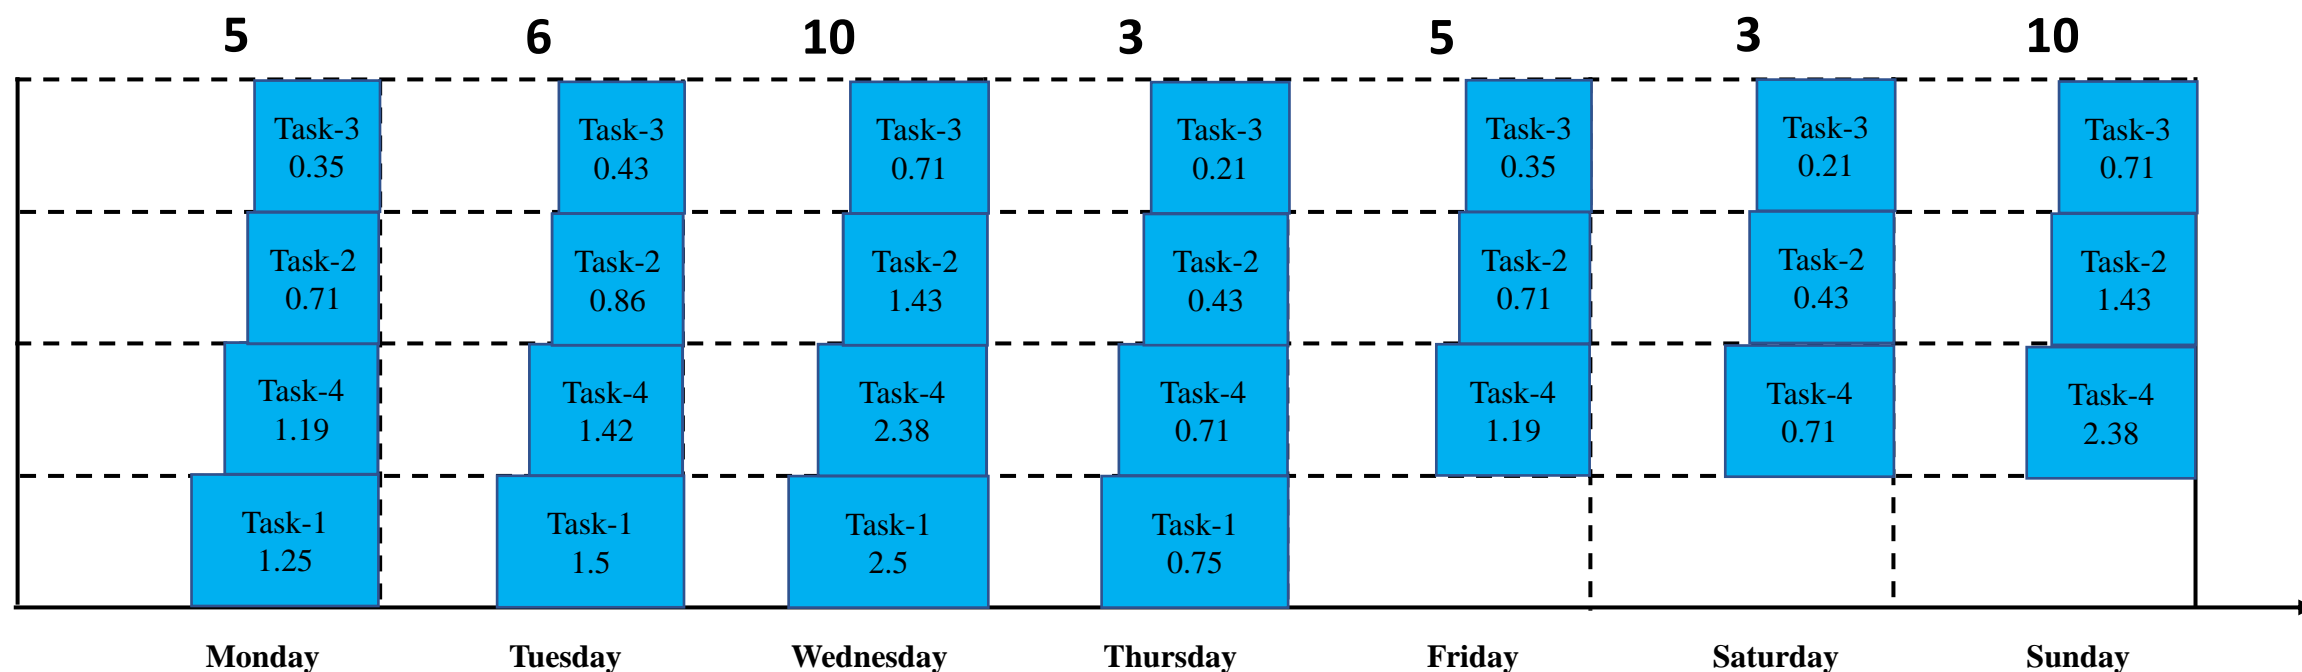 5 6 10 3 5 3 10
Task-3 Task-3 Task-3 Task-3 Task-3 Task-3 Task-3
0.35 0.43 0.71 0.21 0.35 0.21 0.71
Task-2 Task-2 Task-2 Task-2 Task-2 Task-2 Task-2
0.71 0.86 1.43 0.43 0.71 0.43 1.43
Task-4 Task-4 Task-4 Task-4 Task-4 Task-4 Task-4
1.19 1.42 2.38 0.71 1.19 0.71 2.38
Task-1 Task-1 Task-1 Task-1
1.25 1.5 2.5 0.75
Monday Tuesday Wednesday Thursday Friday Saturday Sunday